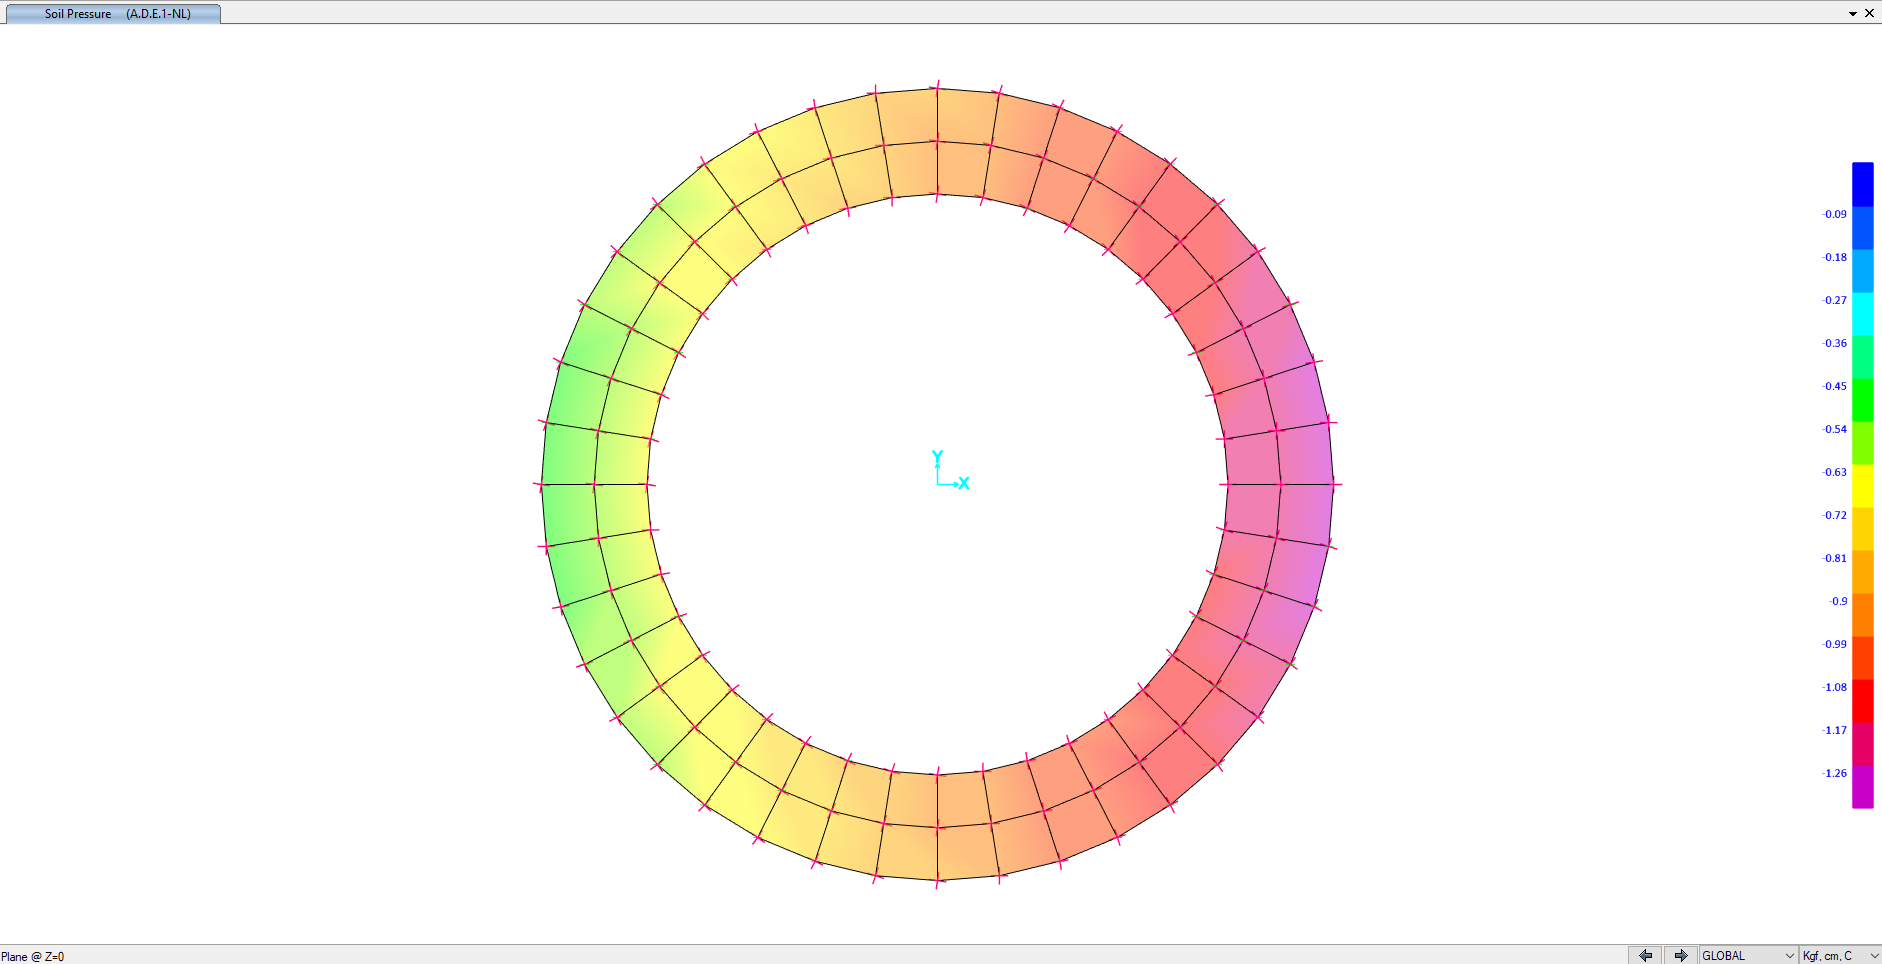 Soil Pressure (A.D.E.1-NL)
-0.09
-0.18
-0.27
-0.36
-0.45
-0.54
-0.63
-0.72
-0.81
-0.9
-0.99
-1.08
-1.17
-1.26
Y
X
Plane @ Z=0
GLOBAL
Kgf, cm, C